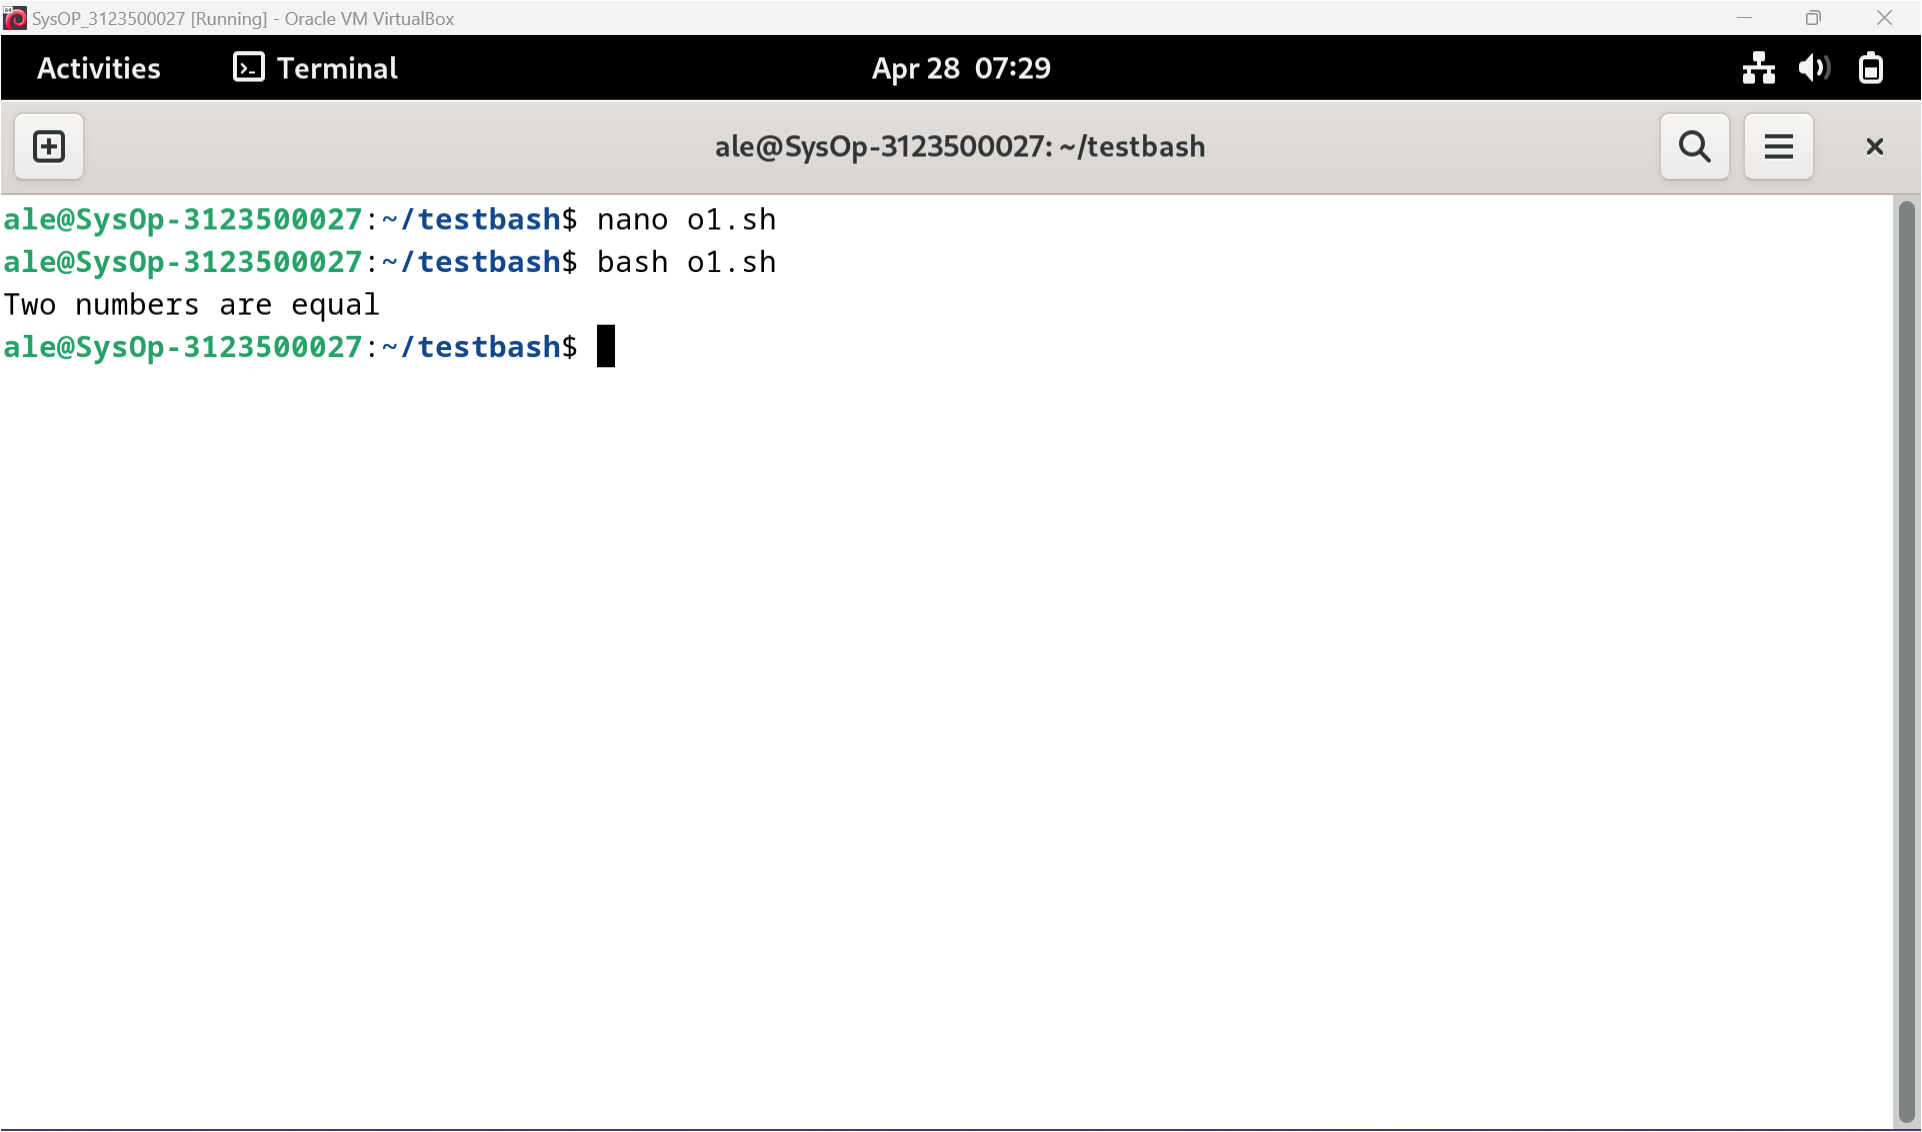 SysOP_3123500027 [Running] - Oracle VM VirtualBox
Activities Terminal Apr 28 07:29
ale@SysOp-3123500027: ~/testbash
ale@SysOp-3123500027:~/testbash$ nano o1.sh
ale@SysOp-3123500027:~/testbash$ bash o1.sh
Two numbers are equal
ale@SysOp-3123500027:~/testbash$